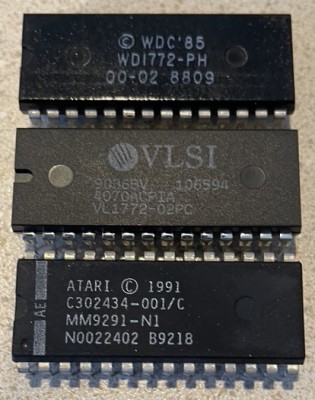 © WDC'85
WD1772-PH
00-02 8809
VLSI
9036BV 106594
4070ACPIA
VL1772-02PC
AE
ATARI © 1991
C302434-001/C
MM9291-N1
N0022402 B9218